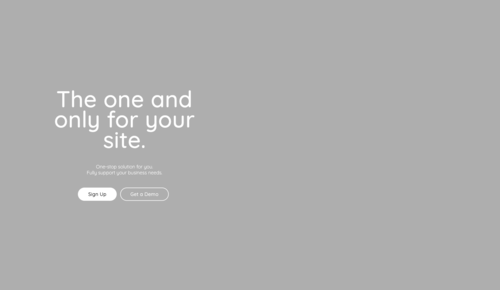 The one and
only for your
site.
One-stop solution for you.
Fully support your business needs.
Sign Up
Get a Demo